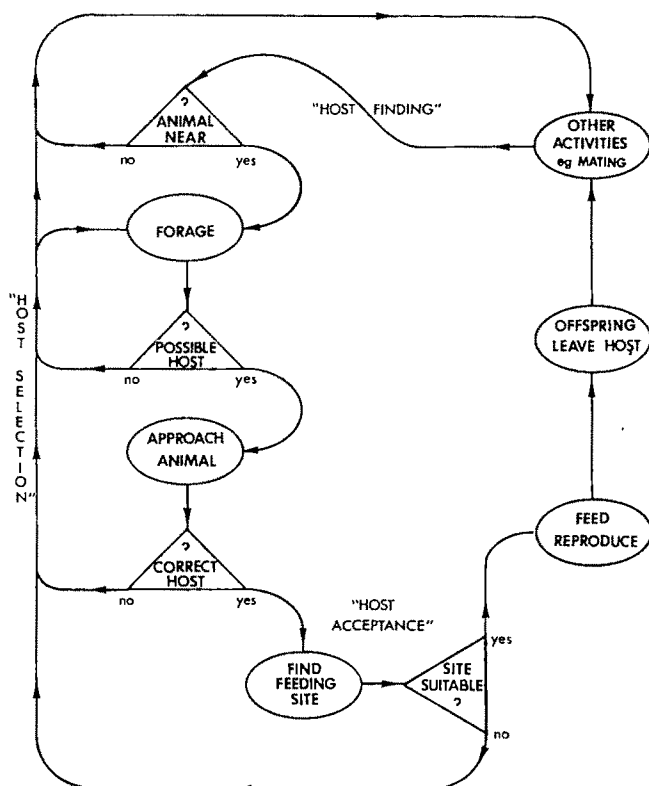 ?
ANIMAL
NEAR
no
yes
"HOST FINDING"
OTHER
ACTIVITIES
eg MATING
FORAGE
?
POSSIBLE
HOST
no
yes
OFFSPRING
LEAVE HOST
"HOST SELECTION"
APPROACH
ANIMAL
?
CORRECT
HOST
no
yes
FEED
REPRODUCE
"HOST
ACCEPTANCE"
FIND
FEEDING
SITE
SITE
SUITABLE
?
yes
no